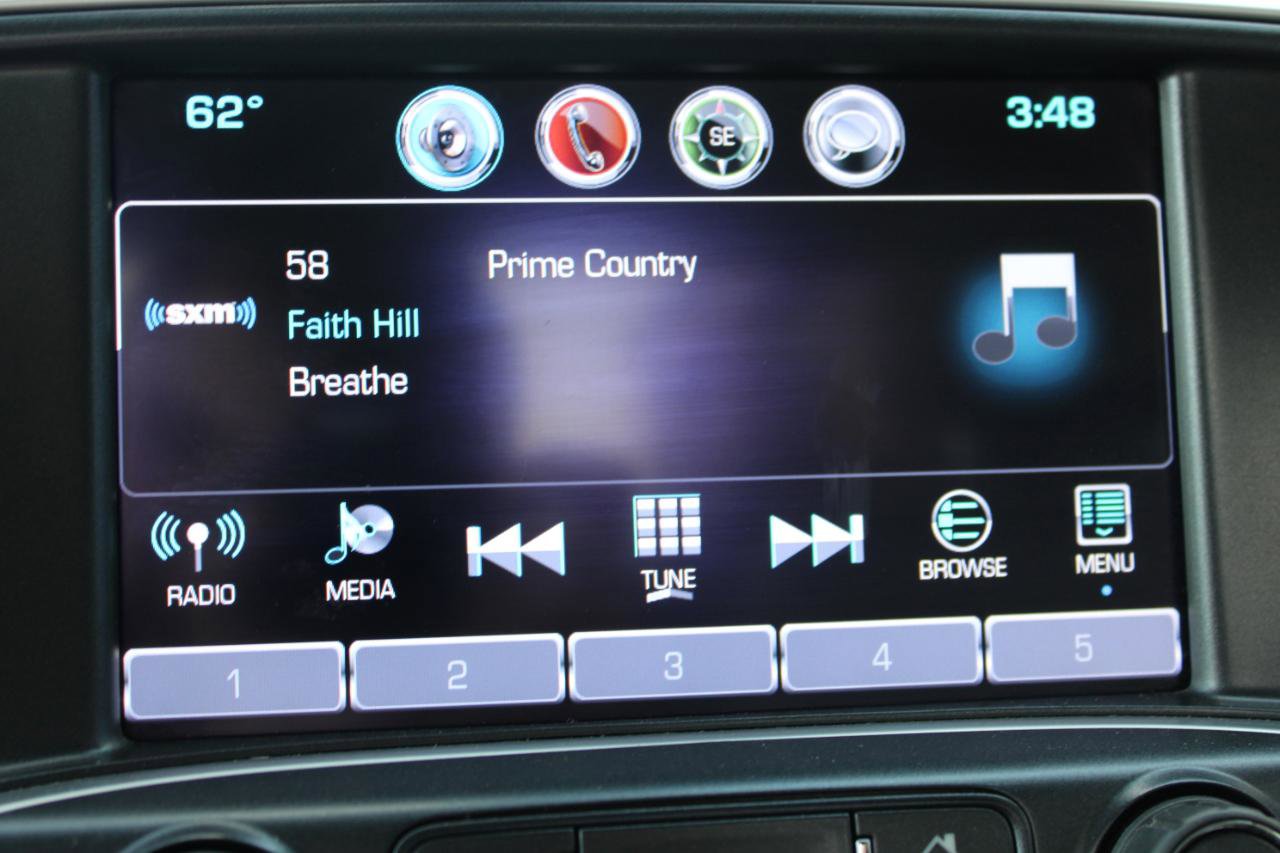 62°
SE
3:48
58 Prime Country
sxm
Faith Hill
Breathe
RADIO
MEDIA
TUNE
BROWSE
MENU
1 2 3 4 5